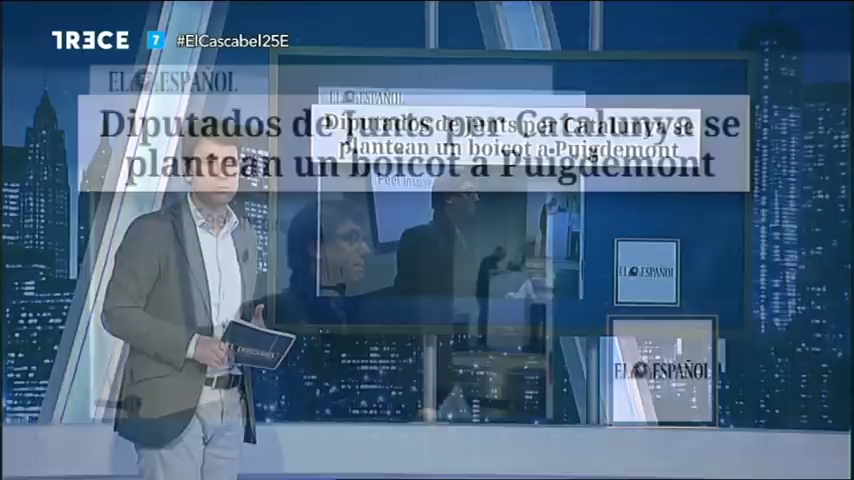 TRECE 7 #ElCascabel25E
EL ESPAÑOL
EL ESPAÑOL
Diputados de Junts per Catalunya se
plantean un boicot a Puigdemont
Diputados de Junts per Catalunya se
plantean un boicot a Puigdemont
EL ESPAÑOL
EL ESPAÑOL